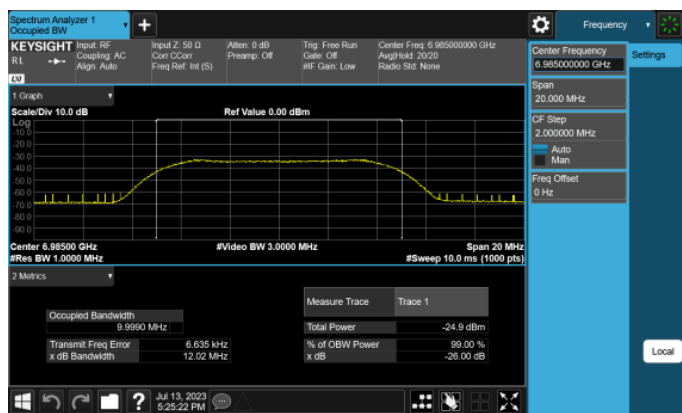 Spectrum Analyzer 1
Occupied BW
Frequency
KEYSIGHT
Input: RF
Input Z: 50 Ω
Atten: 0 dB
Trig: Free Run
Center Freq: 6.985000000 GHz
RL
Coupling: AC
Corr CCorr
Preamp: Off
Gate: Off
Avg|Hold: 20/20
Align: Auto
Freq Ref: Int (S)
#IF Gain: Low
Radio Std: None
LXI
Center Frequency
6.985000000 GHz
Settings
Span
20.000 MHz
CF Step
2.000000 MHz
Auto
Man
Freq Offset
0 Hz
1 Graph
Scale/Div 10.0 dB
Ref Value 0.00 dBm
Log
-10.0
-20.0
-30.0
-40.0
-50.0
-60.0
-70.0
-80.0
-90.0
Center 6.98500 GHz
#Video BW 3.0000 MHz
Span 20 MHz
#Res BW 1.0000 MHz
#Sweep 10.0 ms (1000 pts)
2 Metrics
Measure Trace
Trace 1
Occupied Bandwidth
9.9990 MHz
Total Power
-24.9 dBm
Transmit Freq Error
6.635 kHz
% of OBW Power
99.00 %
x dB Bandwidth
12.02 MHz
x dB
-26.00 dB
Local
Jul 13, 2023
5:25:22 PM